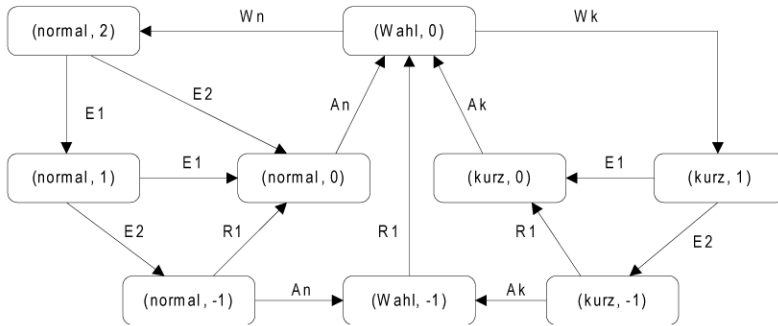 Wn
Wk
(normal, 2)
(Wahl, 0)
E2
An
Ak
E1
E1
E1
(normal, 1)
(normal, 0)
(kurz, 0)
(kurz, 1)
E2
R1
R1
R1
E2
An
Ak
(normal, -1)
(Wahl, -1)
(kurz, -1)